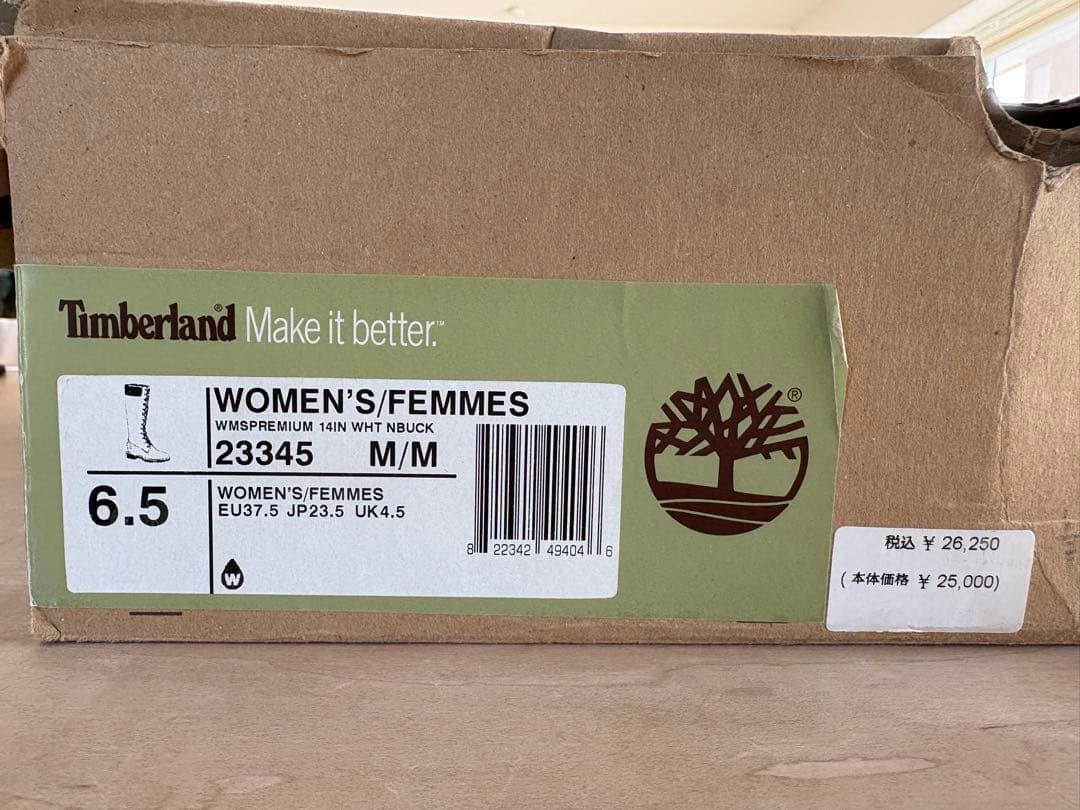 Timberland® Make it better.™
WOMEN'S/FEMMES
WMSPREMIUM 14IN WHT NBUCK
23345 M/M
6.5
WOMEN'S/FEMMES
EU37.5 JP23.5 UK4.5
W
8 22342 49404 6
®
税込 ¥ 26,250
(本体価格 ¥ 25,000)